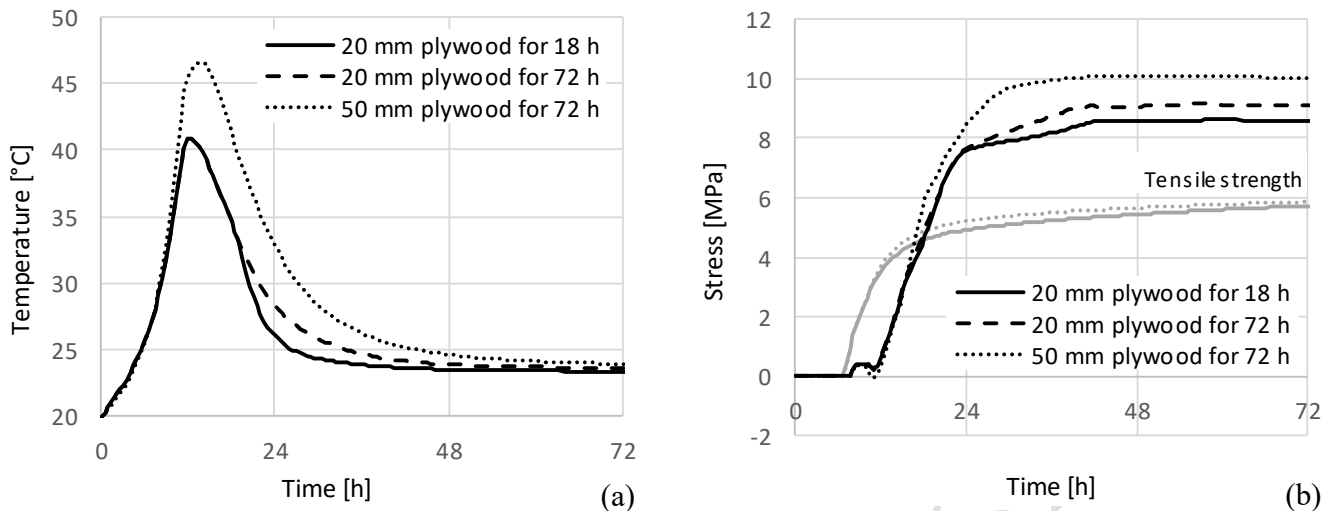 50
45
40
35
30
25
20
Temperature [°C]
20 mm plywood for 18 h
20 mm plywood for 72 h
50 mm plywood for 72 h
0 24 48 72
Time [h]
(a)
12
10
8
6
4
2
0
-2
Stress [MPa]
Tensile strength
20 mm plywood for 18 h
20 mm plywood for 72 h
50 mm plywood for 72 h
0 24 48 72
Time [h]
(b)